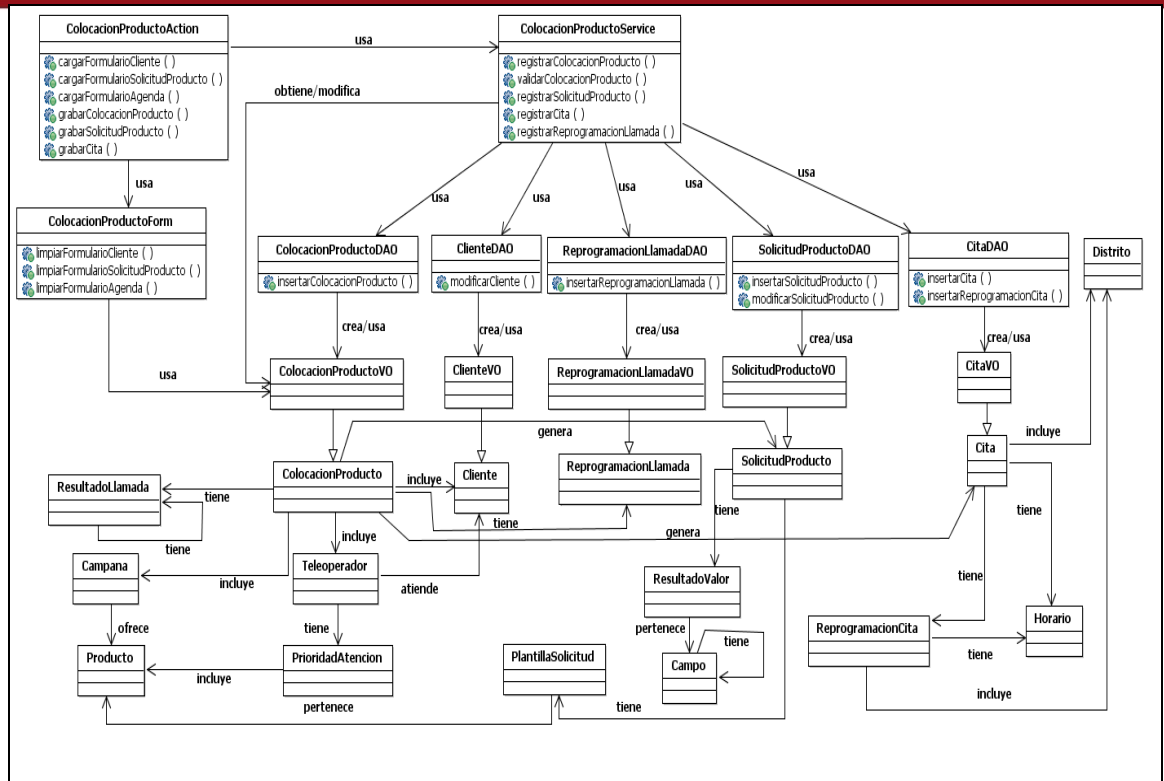 ColocacionProductoAction
cargarFormularioCliente ( )
cargarFormularioSolicitudProducto ( )
cargarFormularioAgenda ( )
grabarColocacionProducto ( )
grabarSolicitudProducto ( )
grabarCita ( )
usa
ColocacionProductoService
registrarColocacionProducto ( )
validarColocacionProducto ( )
registrarSolicitudProducto ( )
registrarCita ( )
registrarReprogramacionLlamada ( )
obtiene/modifica
usa
usa
usa
usa
usa
usa
ColocacionProductoForm
limpiarFormularioCliente ( )
limpiarFormularioSolicitudProducto ( )
limpiarFormularioAgenda ( )
ColocacionProductoDAO
insertarColocacionProducto ( )
ClienteDAO
modificarCliente ( )
ReprogramacionLlamadaDAO
insertarReprogramacionLlamada ( )
SolicitudProductoDAO
insertarSolicitudProducto ( )
modificarSolicitudProducto ( )
CitaDAO
insertarCita ( )
insertarReprogramacionCita ( )
Distrito
crea/usa
crea/usa
crea/usa
crea/usa
crea/usa
usa
ColocacionProductoVO
ClienteVO
ReprogramacionLlamadaVO
SolicitudProductoVO
CitaVO
genera
incluye
ResultadoLlamada
tiene
tiene
ColocacionProducto
incluye
Cliente
tiene
ReprogramacionLlamada
SolicitudProducto
tiene
Cita
tiene
genera
Campana
incluye
incluye
Teleoperador
atiende
ResultadoValor
tiene
ofrece
tiene
pertenece
tiene
Producto
incluye
PrioridadAtencion
PlantillaSolicitud
Campo
ReprogramacionCita
tiene
Horario
incluye
pertenece
tiene